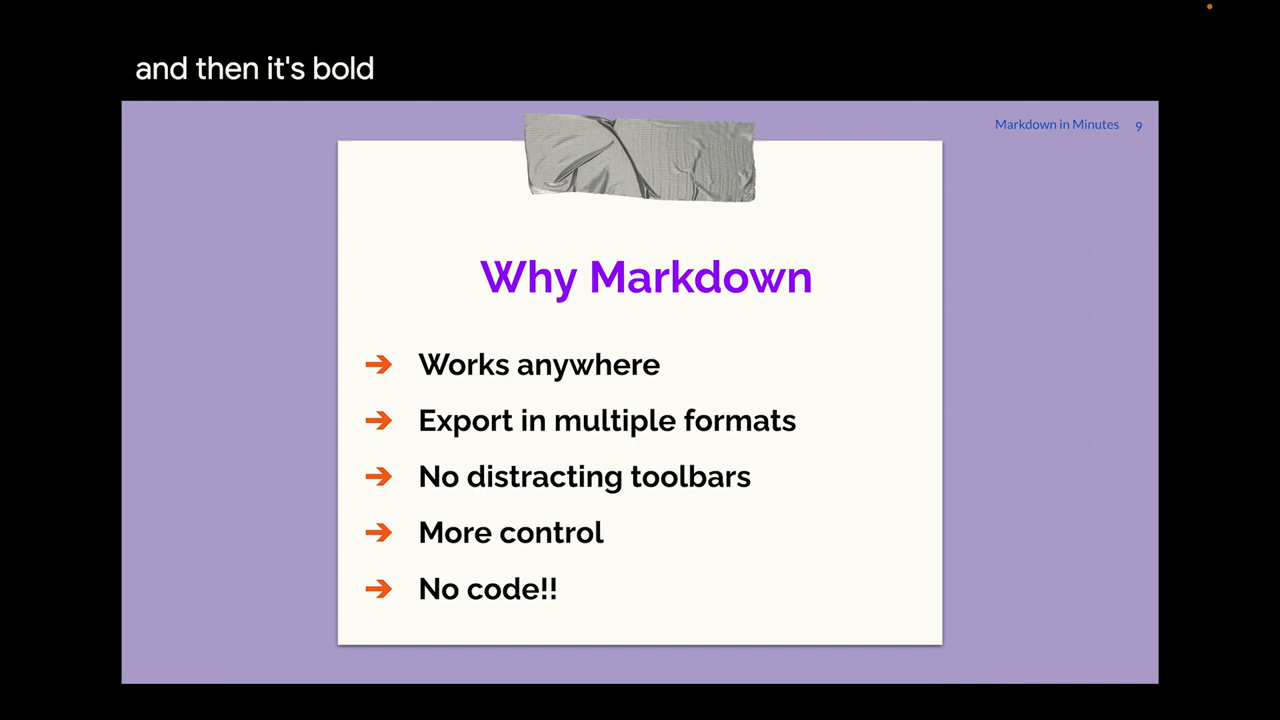 and then it's bold
Markdown in Minutes 9
Why Markdown
➔ Works anywhere
➔ Export in multiple formats
➔ No distracting toolbars
➔ More control
➔ No code!!